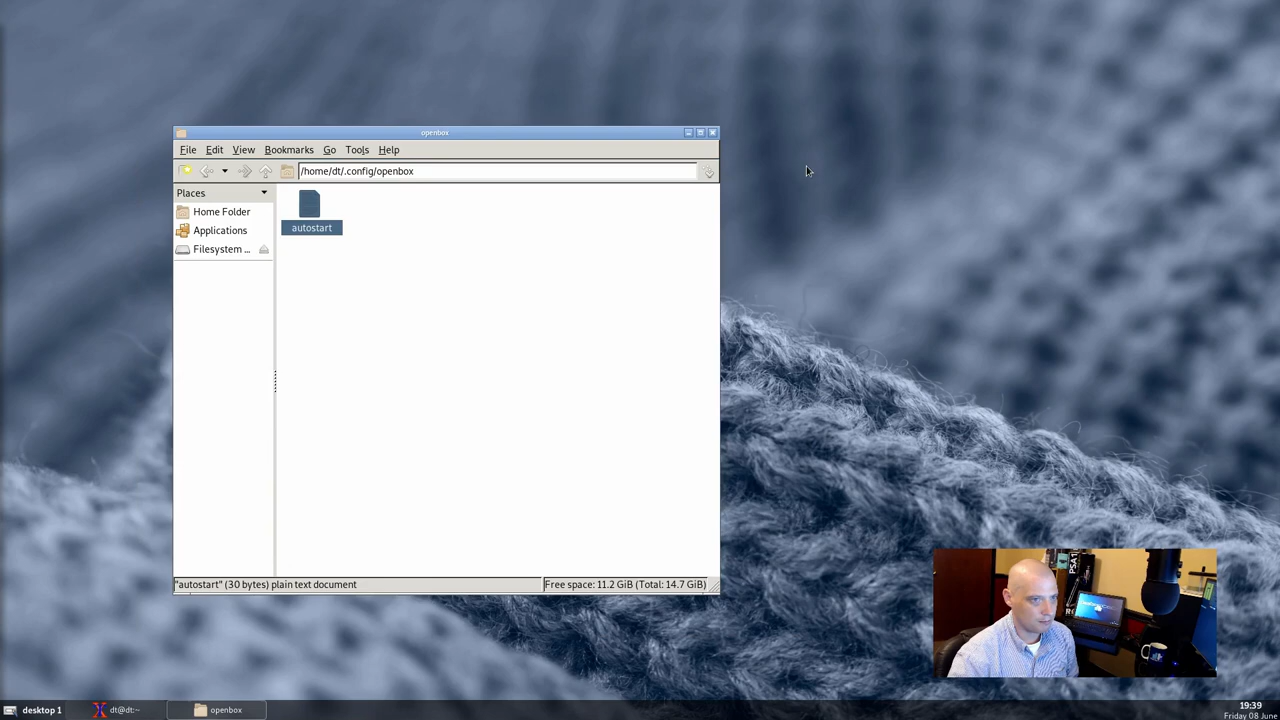 openbox
File Edit View Bookmarks Go Tools Help
/home/dt/.config/openbox
Places
Home Folder
Applications
Filesystem ...
autostart
"autostart" (30 bytes) plain text document
Free space: 11.2 GiB (Total: 14.7 GiB)
desktop 1
dt@dt:~
openbox
19:39
Friday 08 June